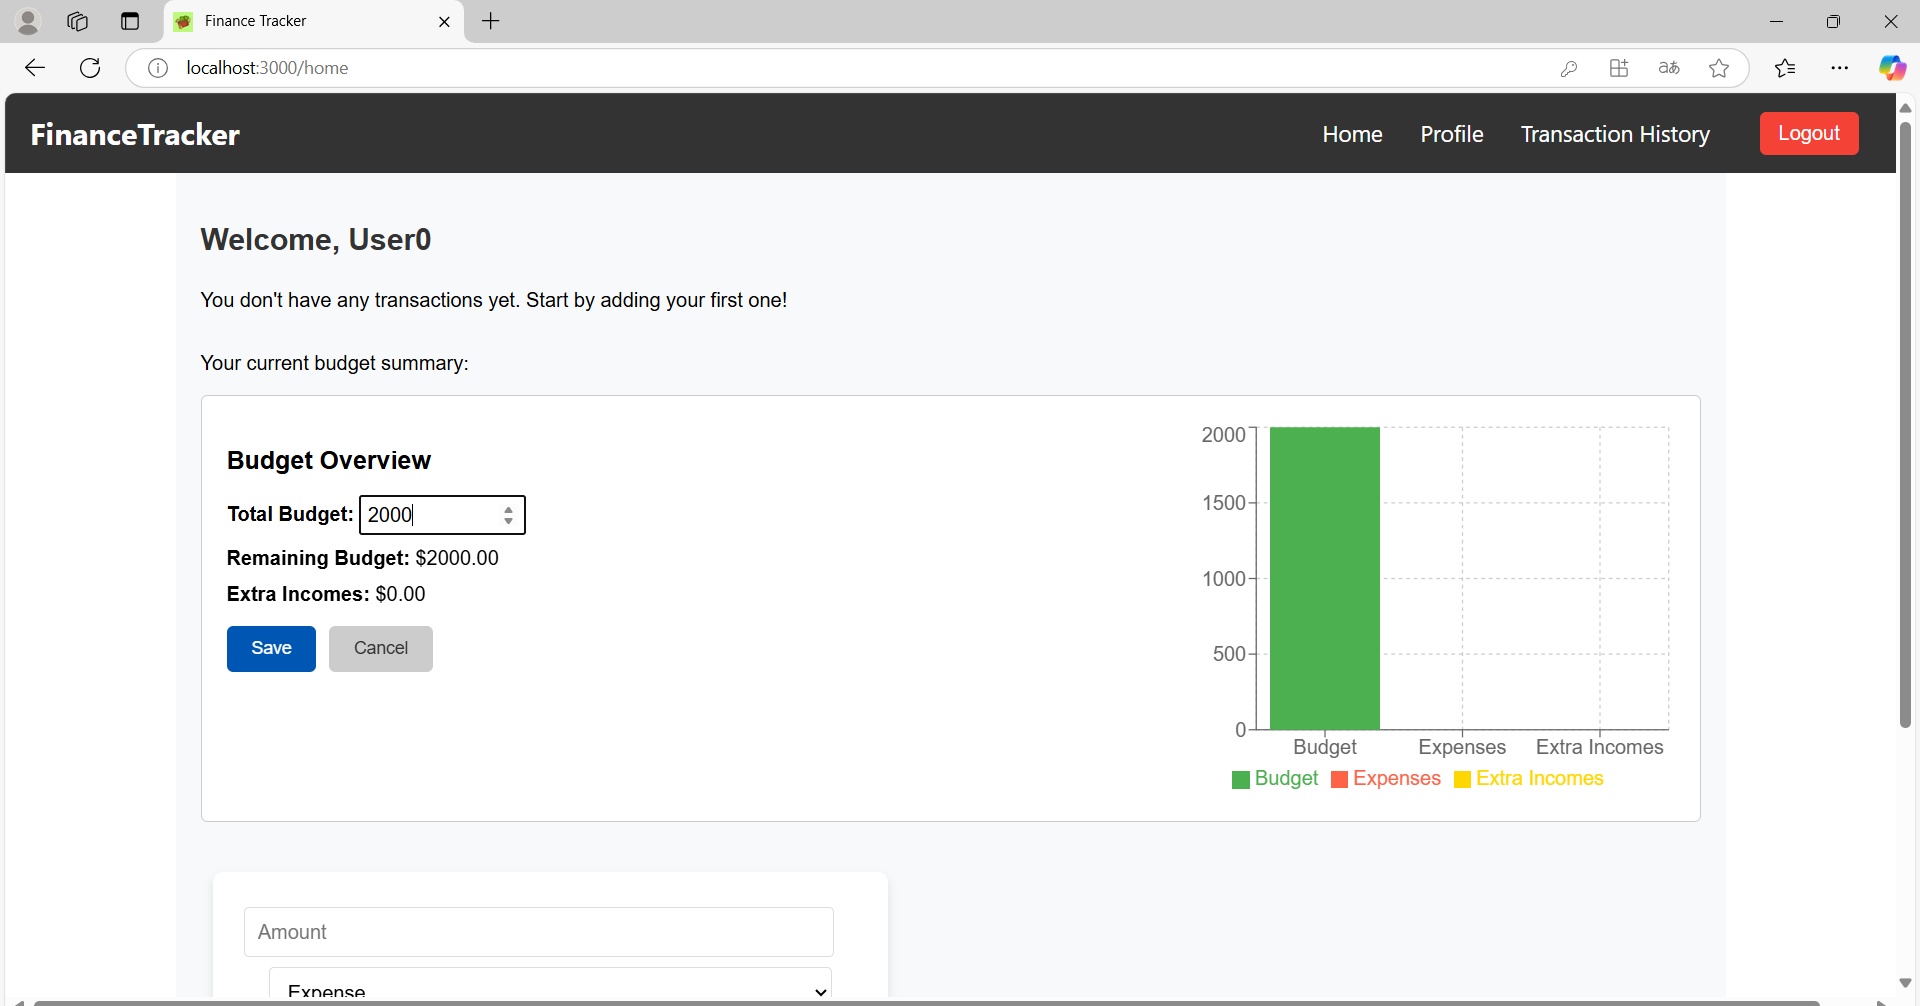 Finance Tracker
localhost:3000/home
aあ
FinanceTracker
Home Profile Transaction History Logout
Welcome, User0
You don't have any transactions yet. Start by adding your first one!
Your current budget summary:
Budget Overview
Total Budget: 2000
Remaining Budget: $2000.00
Extra Incomes: $0.00
Save Cancel
2000
1500
1000
500
0
Budget Expenses Extra Incomes
Budget Expenses Extra Incomes
Amount
Expense